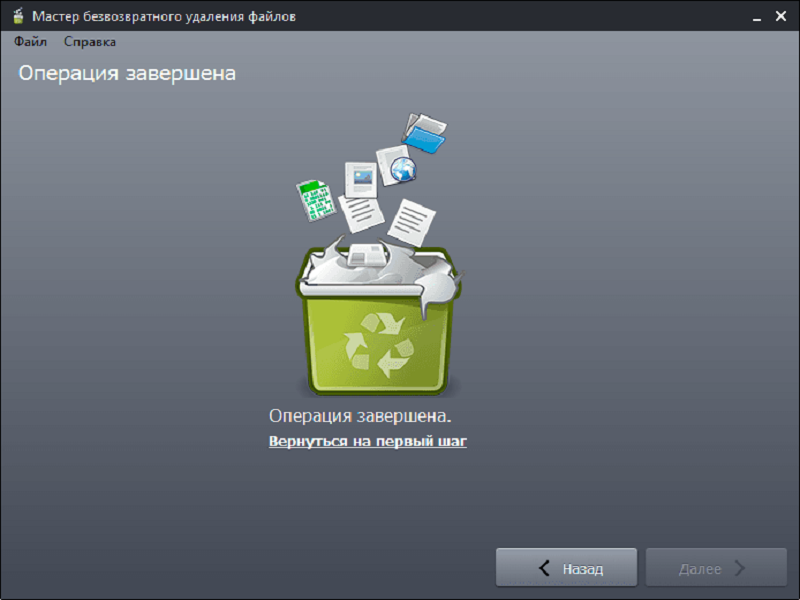 Мастер безвозвратного удаления файлов
Файл Справка
Операция завершена
Операция завершена.
Вернуться на первый шаг
Назад
Далее